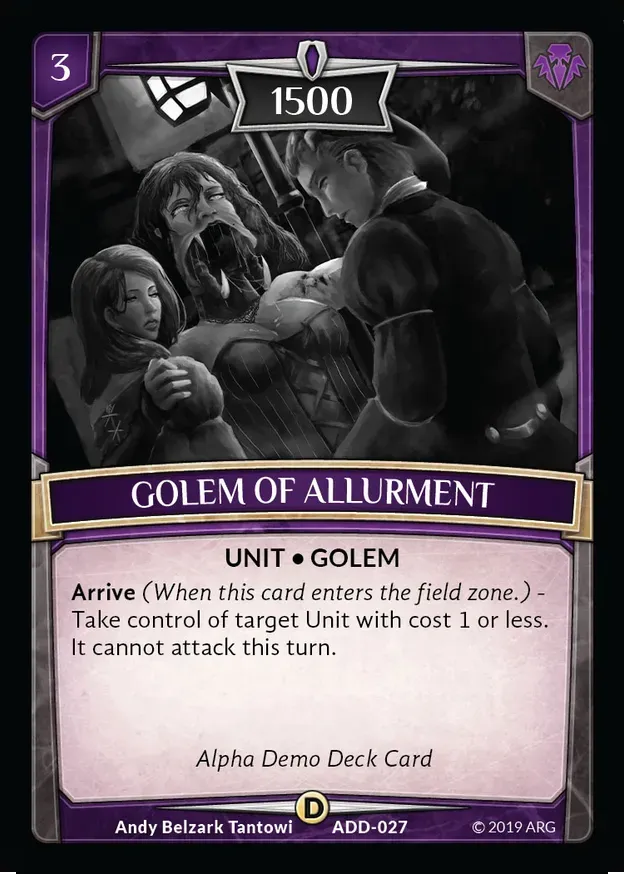 3
1500
GOLEM OF ALLURMENT
UNIT • GOLEM
Arrive (When this card enters the field zone.) -
Take control of target Unit with cost 1 or less.
It cannot attack this turn.
Alpha Demo Deck Card
D
Andy Belzark Tantowi ADD-027 © 2019 ARG